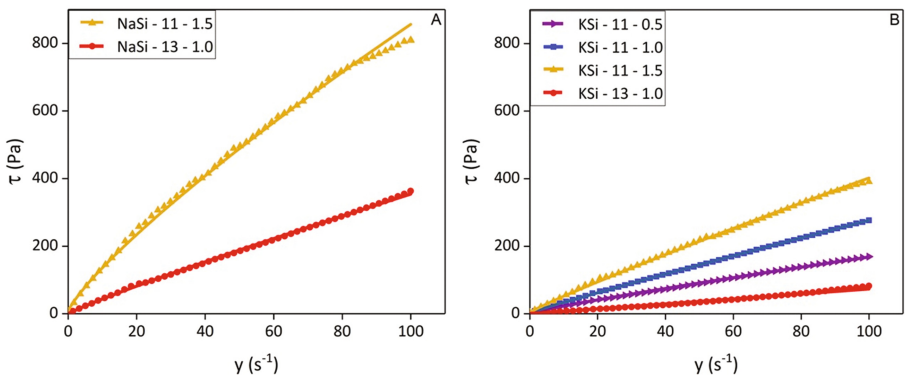 A
NaSi - 11 - 1.5
NaSi - 13 - 1.0
800
600
400
200
0
τ (Pa)
0 20 40 60 80 100
y (s⁻¹)
B
KSi - 11 - 0.5
KSi - 11 - 1.0
KSi - 11 - 1.5
KSi - 13 - 1.0
800
600
400
200
0
τ (Pa)
0 20 40 60 80 100
y (s⁻¹)